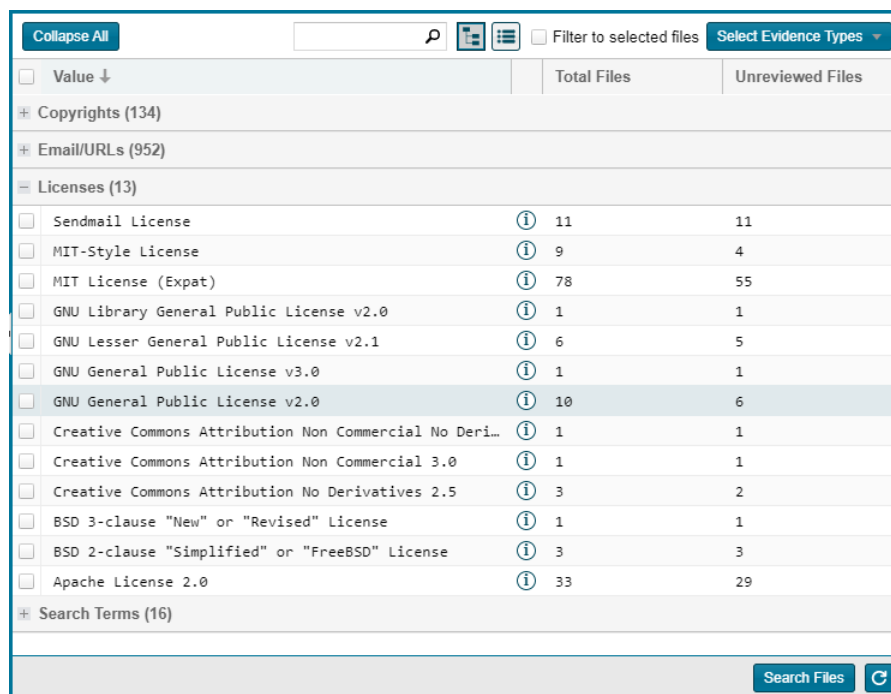 Collapse All Filter to selected files Select Evidence Types
Value Total Files Unreviewed Files
Copyrights (134)
Email/URLs (952)
Licenses (13)
Sendmail License 11 11
MIT-Style License 9 4
MIT License (Expat) 78 55
GNU Library General Public License v2.0 1 1
GNU Lesser General Public License v2.1 6 5
GNU General Public License v3.0 1 1
GNU General Public License v2.0 10 6
Creative Commons Attribution Non Commercial No Deri… 1 1
Creative Commons Attribution Non Commercial 3.0 1 1
Creative Commons Attribution No Derivatives 2.5 3 2
BSD 3-clause "New" or "Revised" License 1 1
BSD 2-clause "Simplified" or "FreeBSD" License 3 3
Apache License 2.0 33 29
Search Terms (16)
Search Files